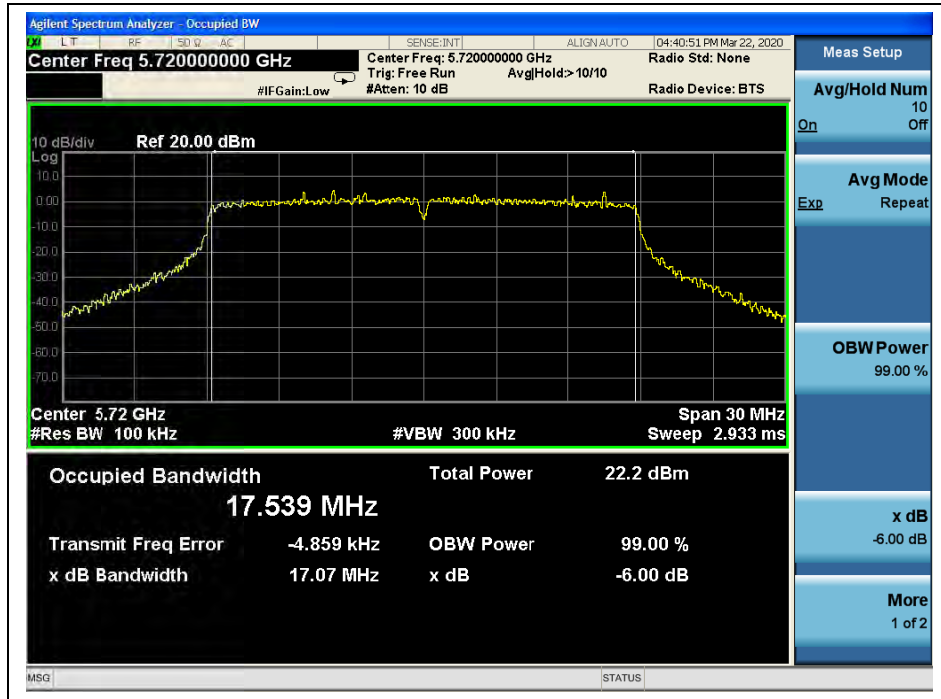 Agilent Spectrum Analyzer - Occupied BW
LXI LT RF 50 Ω AC SENSE:INT ALIGN AUTO 04:40:51 PM Mar 22, 2020
Center Freq 5.720000000 GHz
Center Freq: 5.720000000 GHz Radio Std: None
Trig: Free Run Avg|Hold:>10/10
#IFGain:Low #Atten: 10 dB Radio Device: BTS
10 dB/div Ref 20.00 dBm
Log
10.0
0.00
-10.0
-20.0
-30.0
-40.0
-50.0
-60.0
-70.0
Center 5.72 GHz Span 30 MHz
#Res BW 100 kHz #VBW 300 kHz Sweep 2.933 ms
Occupied Bandwidth Total Power 22.2 dBm
17.539 MHz
Transmit Freq Error -4.859 kHz OBW Power 99.00 %
x dB Bandwidth 17.07 MHz x dB -6.00 dB
Meas Setup
Avg/Hold Num
10
On Off
Avg Mode
Exp Repeat
OBW Power
99.00 %
x dB
-6.00 dB
More
1 of 2
MSG STATUS